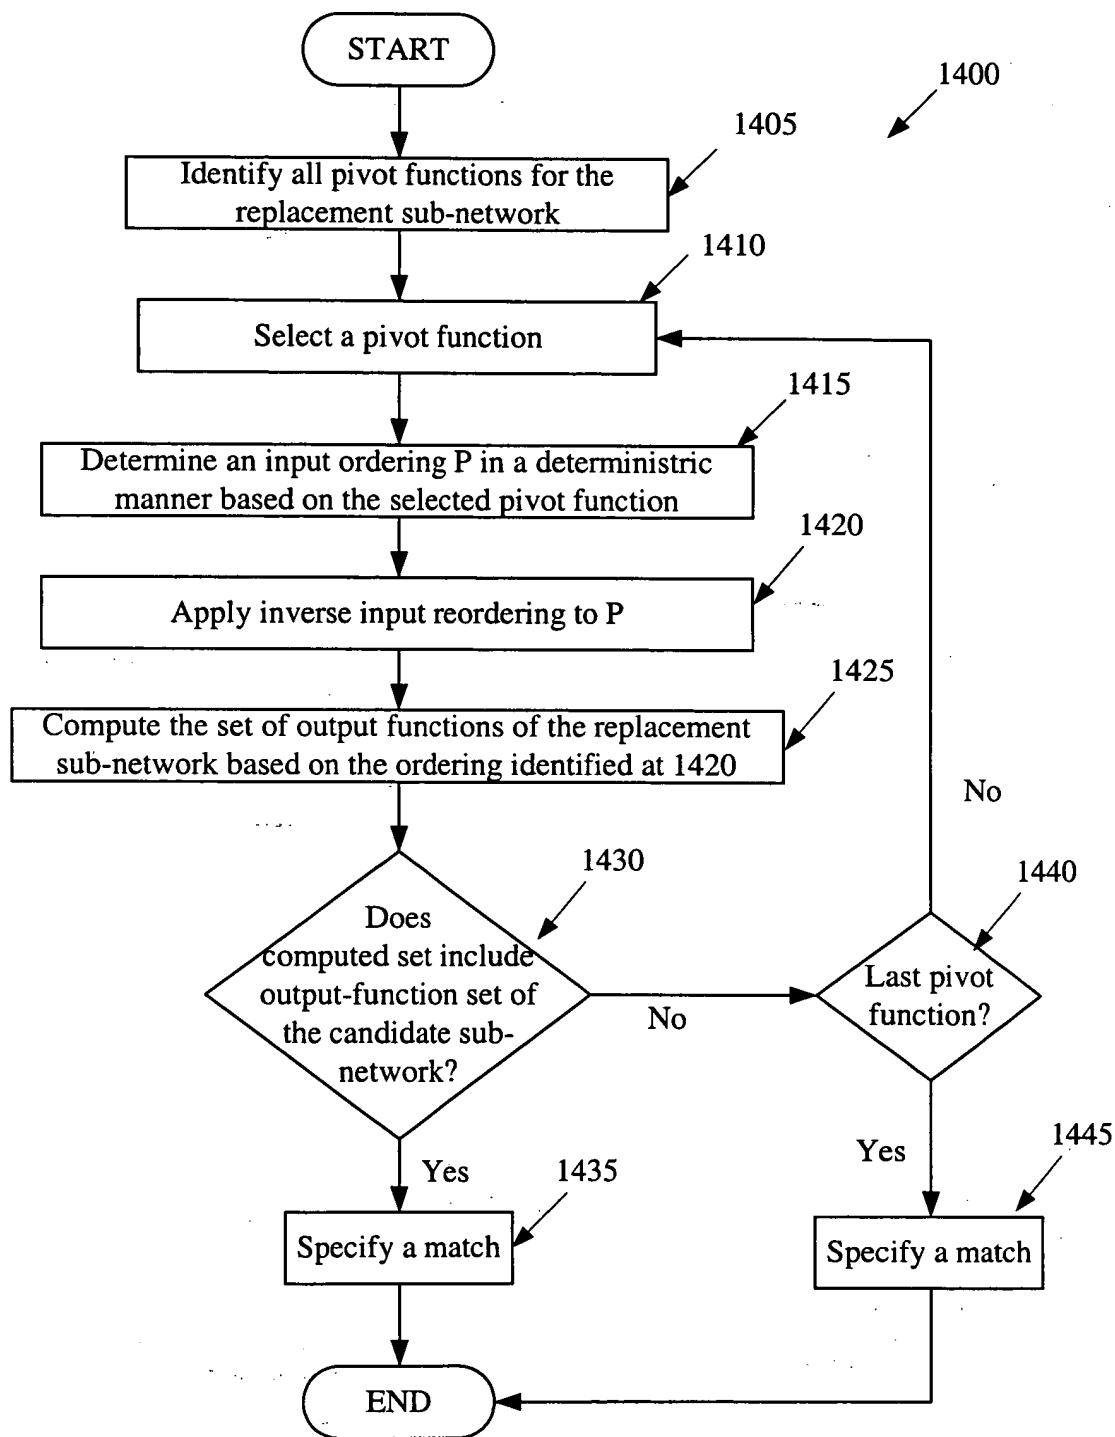 START
1400
1405
Identify all pivot functions for the
replacement sub-network
1410
Select a pivot function
1415
Determine an input ordering P in a deterministric
manner based on the selected pivot function
1420
Apply inverse input reordering to P
1425
Compute the set of output functions of the replacement
sub-network based on the ordering identified at 1420
No
1430
Does
computed set include
output-function set of
the candidate sub-
network?
No
1440
Last pivot
function?
Yes
1435
Specify a match
Yes
1445
Specify a match
END